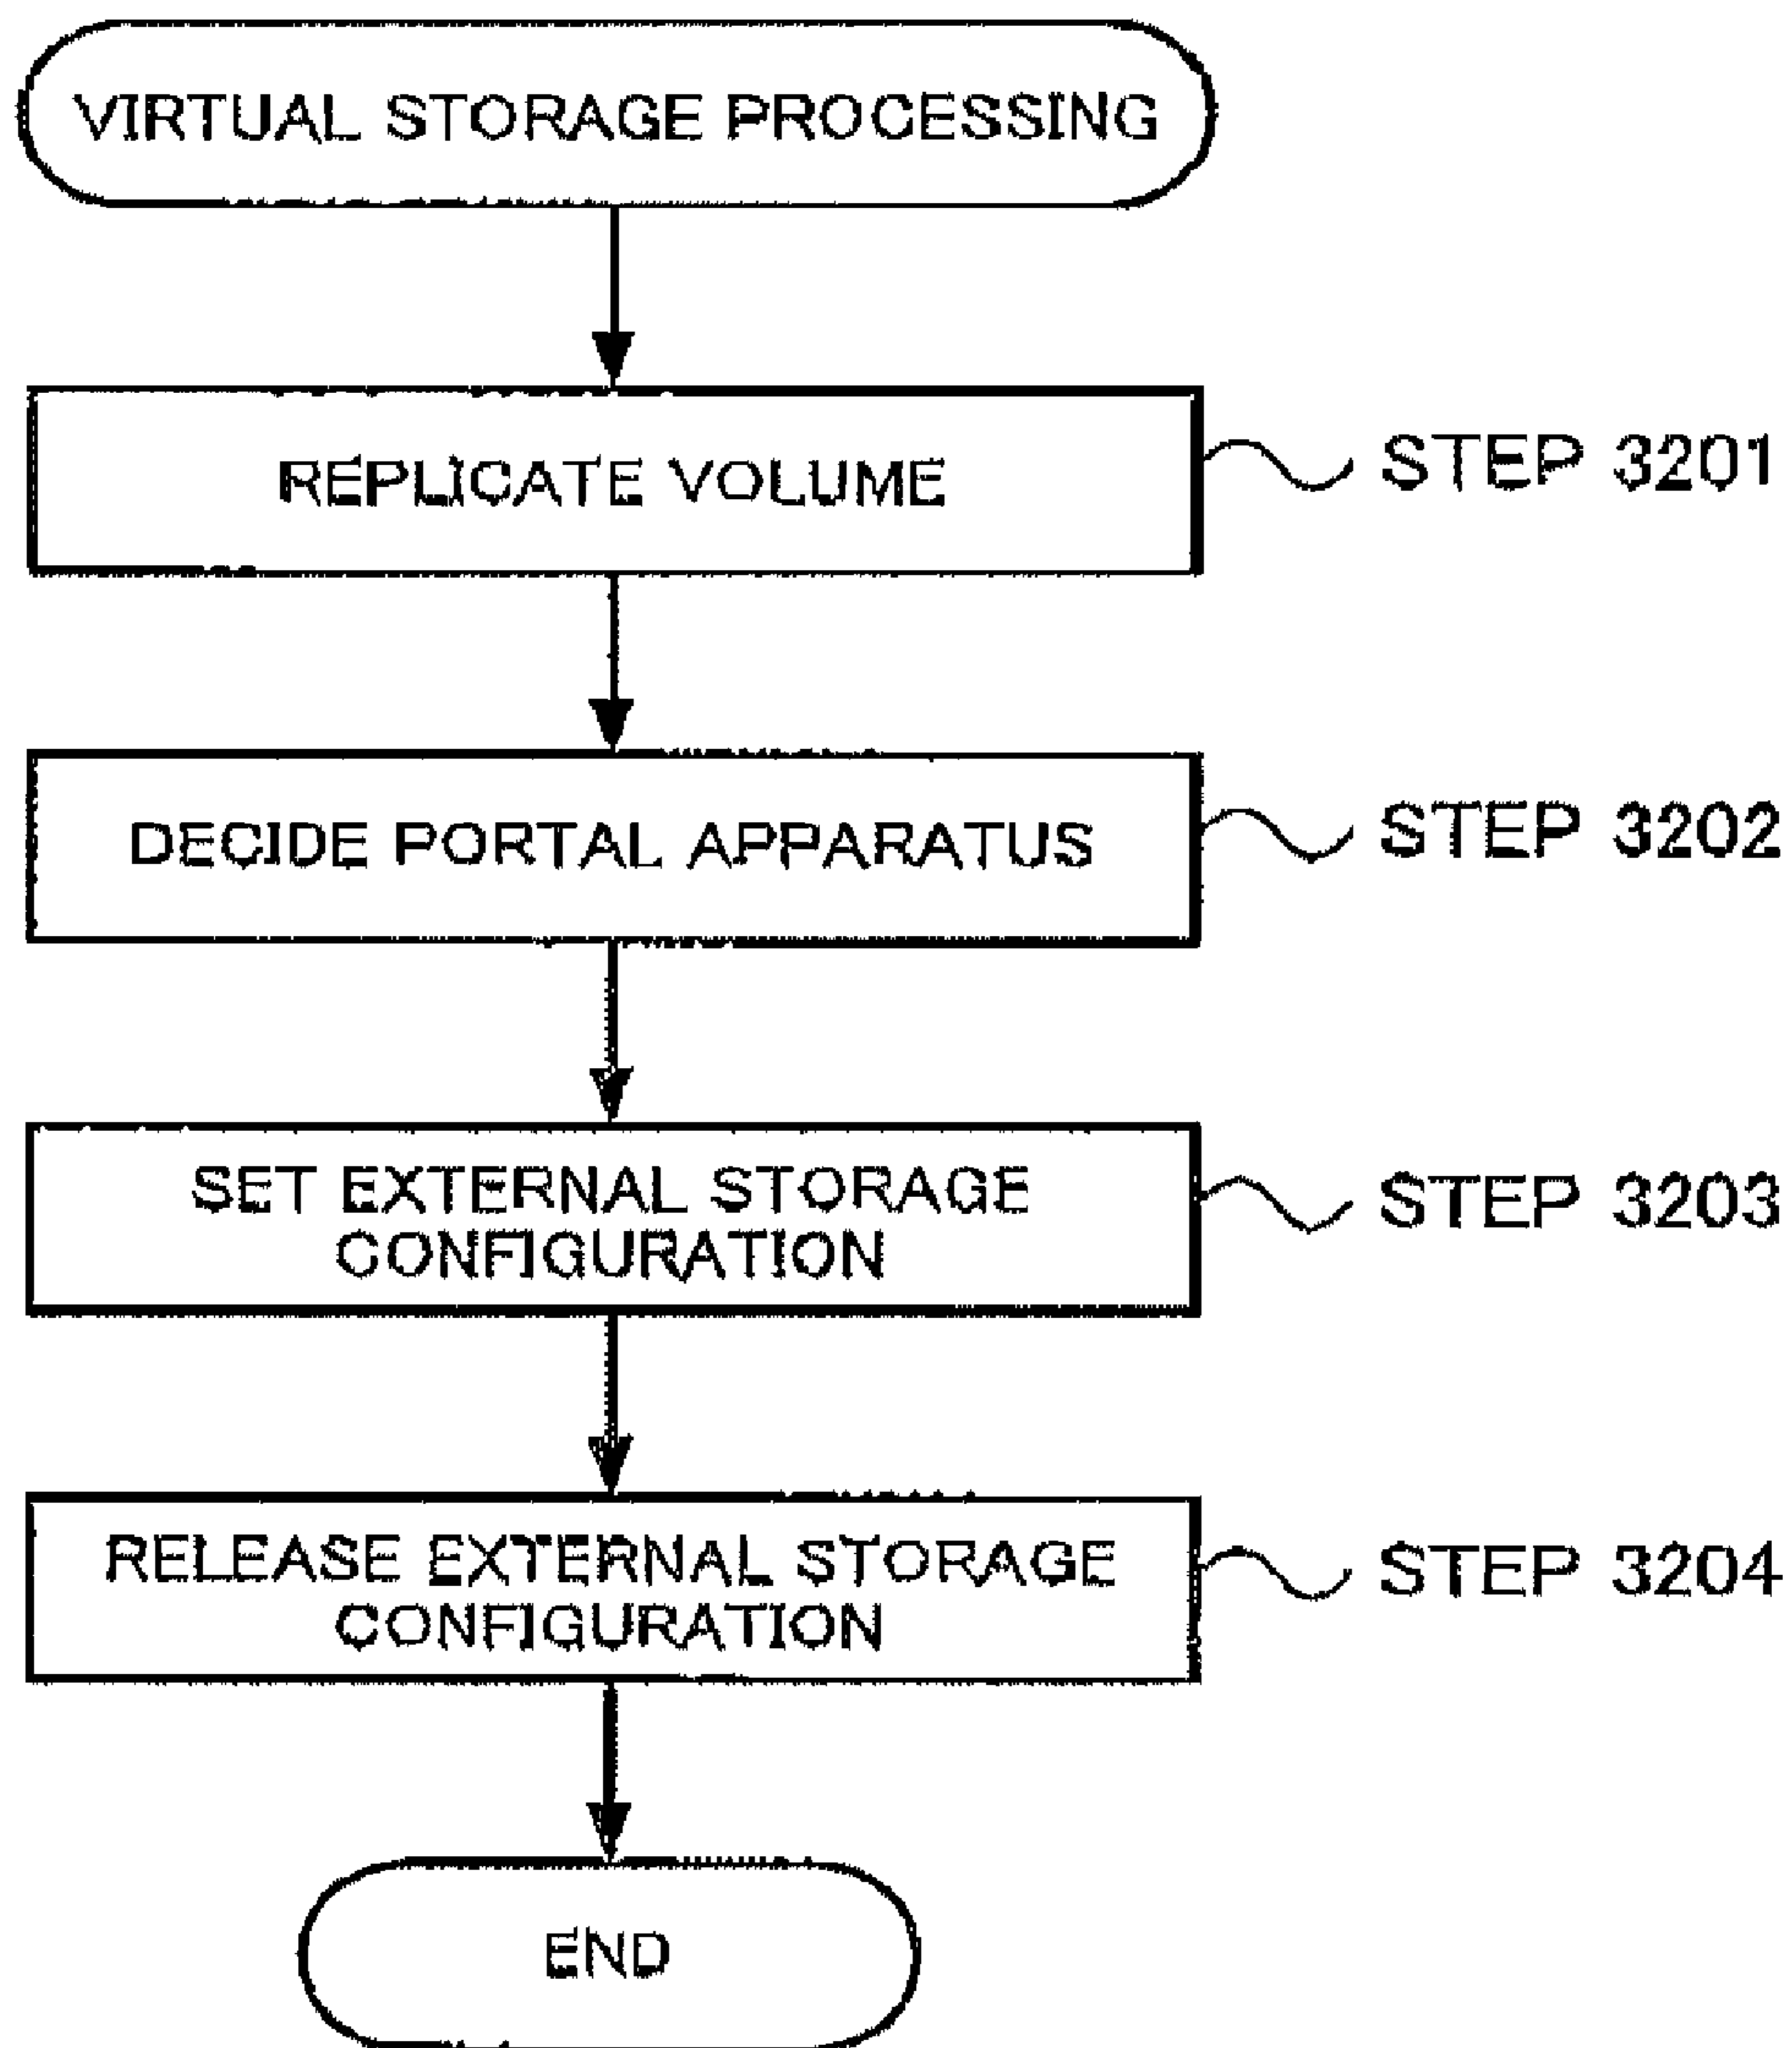 VIRTUAL STORAGE PROCESSING
REPLICATE VOLUME
STEP 3201
DECIDE PORTAL APPARATUS
STEP 3202
SET EXTERNAL STORAGE
CONFIGURATION
STEP 3203
RELEASE EXTERNAL STORAGE
CONFIGURATION
STEP 3204
END